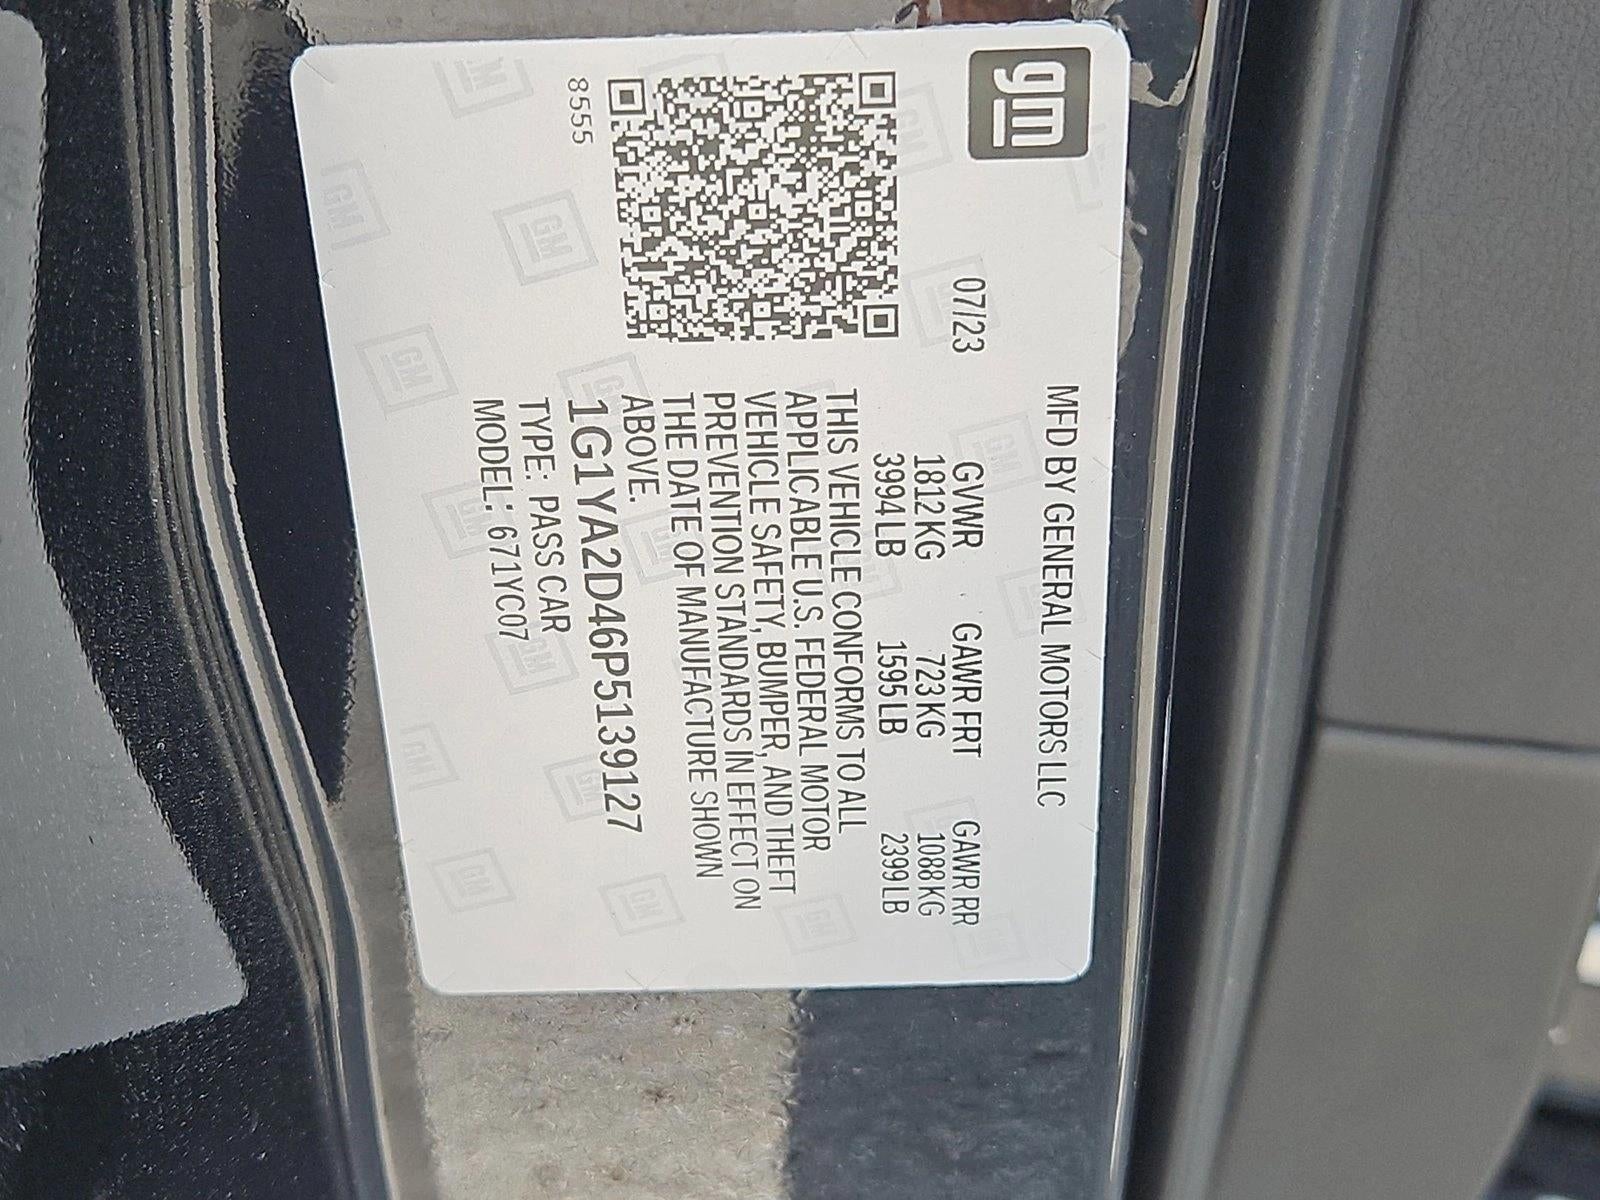 gm
MFD BY GENERAL MOTORS LLC
07/23 GVWR GAWR FRT GAWR RR
1812 KG 723 KG 1088 KG
3994 LB 1595 LB 2399 LB
THIS VEHICLE CONFORMS TO ALL
APPLICABLE U.S. FEDERAL MOTOR
VEHICLE SAFETY, BUMPER, AND THEFT
PREVENTION STANDARDS IN EFFECT ON
THE DATE OF MANUFACTURE SHOWN
ABOVE.
1G1YA2D46P5139127
TYPE: PASS CAR
MODEL: 671YC07
8555